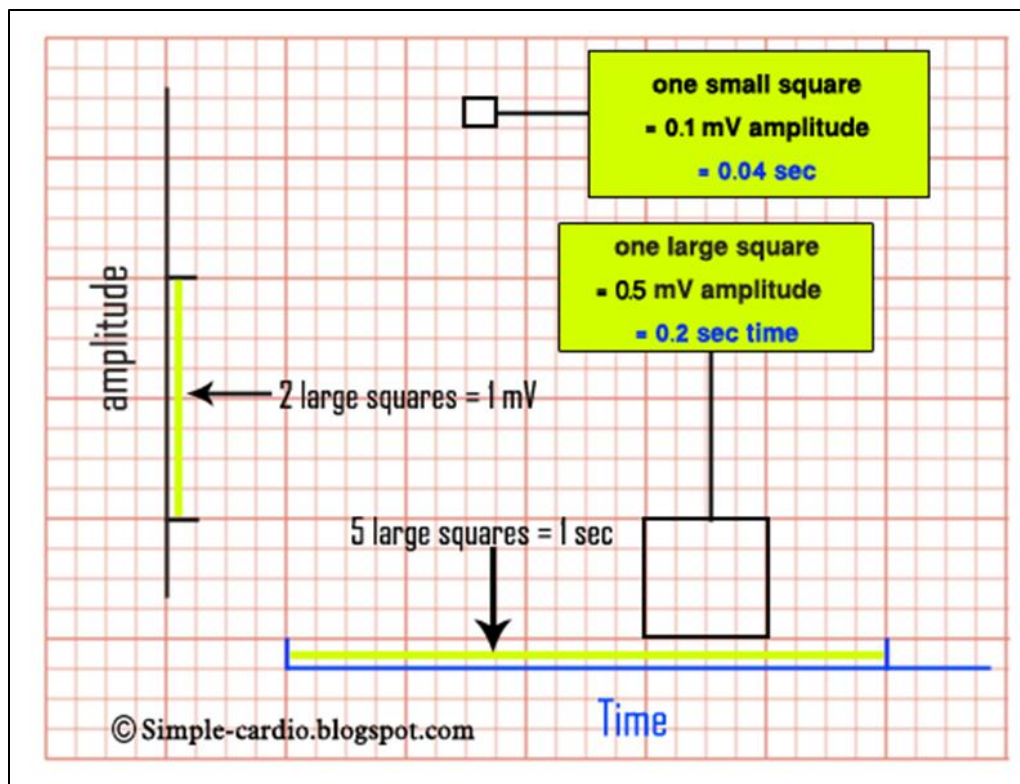 one small square
= 0.1 mV amplitude
= 0.04 sec
one large square
= 0.5 mV amplitude
= 0.2 sec time
amplitude
2 large squares = 1 mV
5 large squares = 1 sec
Time
© Simple-cardio.blogspot.com